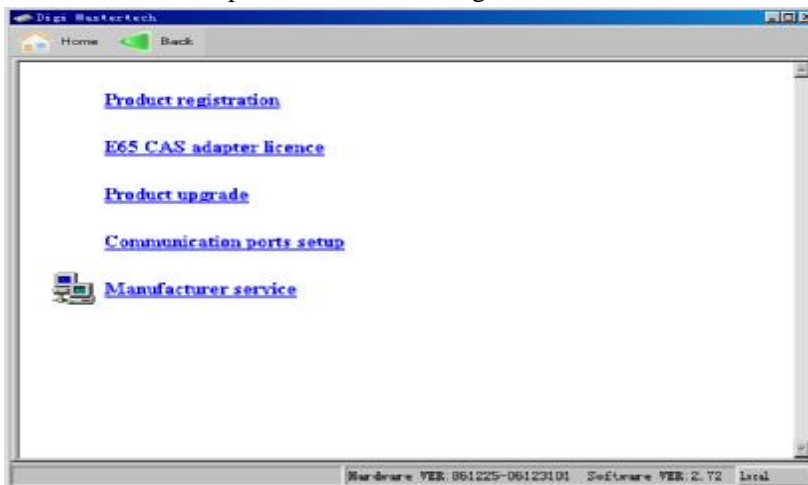 Digi Mastertech
Home Back
Product registration
E65 CAS adapter licence
Product upgrade
Communication ports setup
Manufacturer service
Hardware VER:861225-06123101 Software VER:2.72 Local